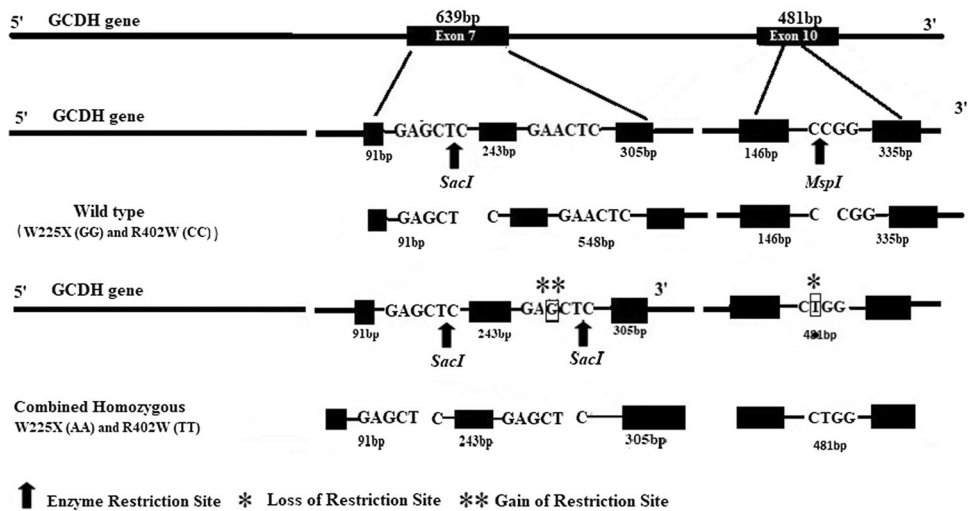 639bp 481bp
5' GCDH gene Exon 7 Exon 10 3'
5' GCDH gene GAGCTC GAACTC CCGG 3'
91bp 243bp 305bp 146bp 335bp
SacI MspI
Wild type GAGCT C GAACTC C CGG
(W225X (GG) and R402W (CC)) 91bp 548bp 146bp 335bp
** *
5' GCDH gene GAGCTC GAGCTC 3' CTGG
91bp 243bp 305bp 481bp
SacI SacI
Combined Homozygous GAGCT C GAGCT C CTGG
W225X (AA) and R402W (TT) 91bp 243bp 305bp 481bp
Enzyme Restriction Site * Loss of Restriction Site ** Gain of Restriction Site